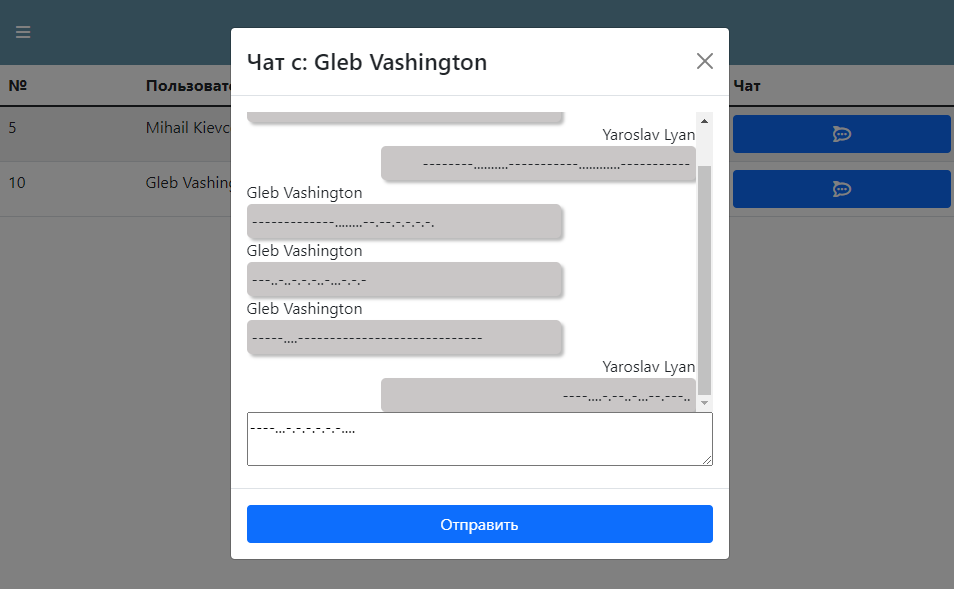 Чат с: Gleb Vashington
№ Пользоват Чат
Yaroslav Lyan
--------..........-----------...........-----------
5 Mihail Kievc
10 Gleb Vashing
Gleb Vashington
-------------........--.--.-.-.-.-.
Gleb Vashington
---..-..-.-.-..-...-.-.-
Gleb Vashington
-----....-----------------------------
Yaroslav Lyan
----....-.--..-...--.---..
----...-.-.-.-.-.-....
Отправить